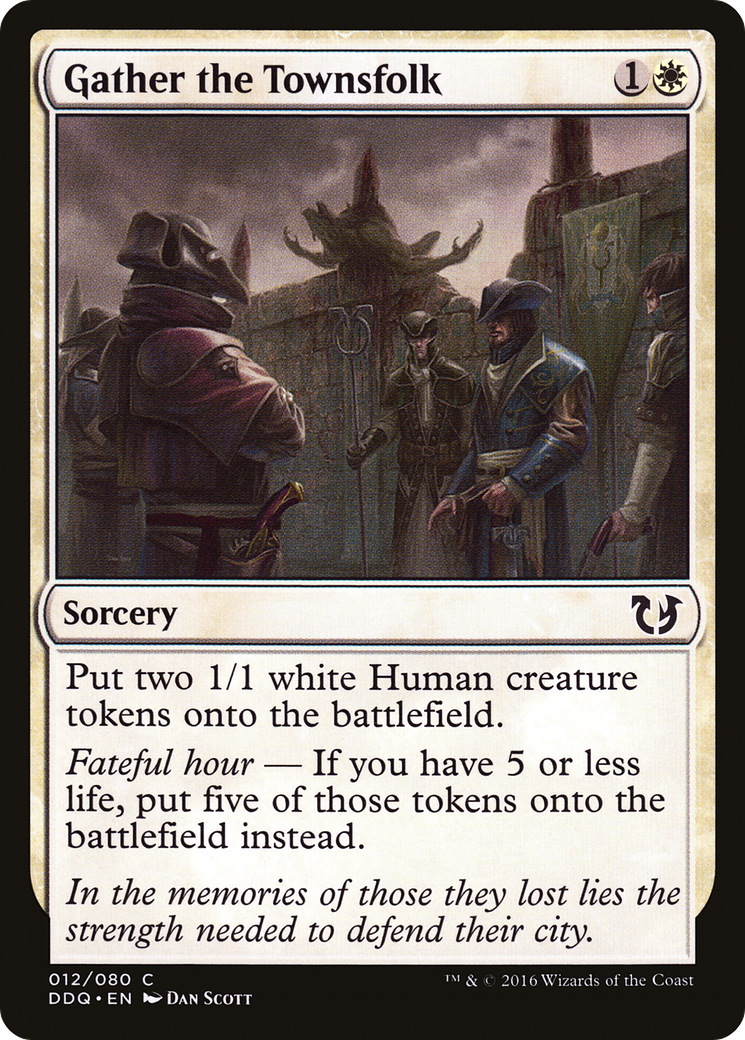 Gather the Townsfolk 1
Sorcery
Put two 1/1 white Human creature
tokens onto the battlefield.
Fateful hour — If you have 5 or less
life, put five of those tokens onto the
battlefield instead.
In the memories of those they lost lies the
strength needed to defend their city.
012/080 C
DDQ • EN Dan Scott
™ & © 2016 Wizards of the Coast